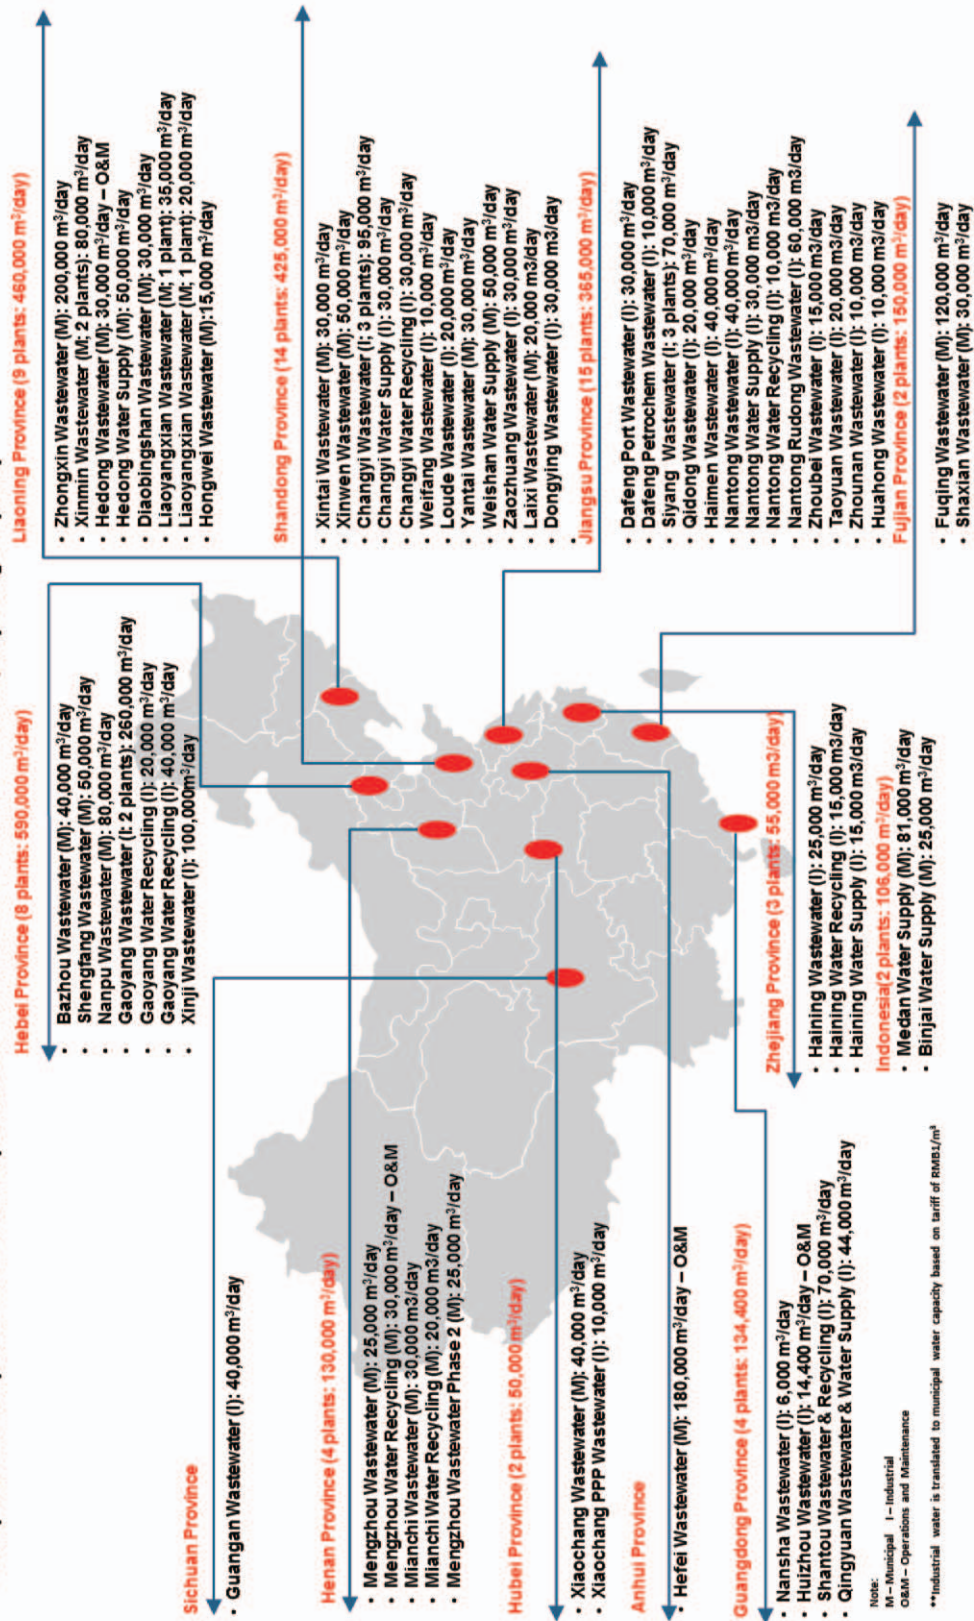 Hebei Province (8 plants: 590,000 m³/day)
• Bazhou Wastewater (M): 40,000 m³/day
• Shengfang Wastewater (M): 50,000 m³/day
• Nanpu Wastewater (M): 80,000 m³/day
• Gaoyang Wastewater (I: 2 plants): 260,000 m³/day
• Gaoyang Water Recycling (I): 20,000 m³/day
• Gaoyang Water Recycling (I): 40,000 m³/day
• Xinji Wastewater (I): 100,000m³/day
Liaoning Province (9 plants: 460,000 m³/day)
• Zhongxin Wastewater (M): 200,000 m³/day
• Xinmin Wastewater (M; 2 plants): 80,000 m³/day
• Hedong Wastewater (M): 30,000 m³/day – O&M
• Hedong Water Supply (M): 50,000 m³/day
• Diaobingshan Wastewater (M): 30,000 m³/day
• Liaoyangxian Wastewater (M; 1 plant): 35,000 m³/day
• Liaoyangxian Wastewater (M; 1 plant): 20,000 m³/day
• Hongwei Wastewater (M):15,000 m³/day
Sichuan Province
• Guangan Wastewater (I): 40,000 m³/day
Henan Province (4 plants: 130,000 m³/day)
• Mengzhou Wastewater (M): 25,000 m³/day
• Mengzhou Water Recycling (M): 30,000 m³/day – O&M
• Mianchi Wastewater (M): 30,000 m3/day
• Mianchi Water Recycling (M): 20,000 m3/day
• Mengzhou Wastewater Phase 2 (M): 25,000 m³/day
Shandong Province (14 plants: 425,000 m³/day)
• Xintai Wastewater (M): 30,000 m³/day
• Xinwen Wastewater (M): 50,000 m³/day
• Changyi Wastewater (I; 3 plants): 95,000 m³/day
• Changyi Water Supply (I): 30,000 m³/day
• Changyi Water Recycling (I): 30,000 m³/day
• Weifang Wastewater (I): 10,000 m³/day
• Loude Wastewater (I): 20,000 m³/day
• Yantai Wastewater (M): 30,000 m³/day
• Weishan Water Supply (M): 50,000 m³/day
• Zaozhuang Wastewater (I): 30,000 m³/day
• Laixi Wastewater (M): 20,000 m3/day
• Dongying Wastewater (I): 30,000 m³/day
•
Hubei Province (2 plants: 50,000 m³/day)
• Xiaochang Wastewater (M): 40,000 m³/day
• Xiaochang PPP Wastewater (I): 10,000 m³/day
Anhui Province
• Hefei Wastewater (M): 180,000 m³/day – O&M
Jiangsu Province (15 plants: 365,000 m³/day)
• Dafeng Port Wastewater (I): 30,000 m³/day
• Dafeng Petrochem Wastewater (I): 10,000 m³/day
• Siyang Wastewater (I; 3 plants): 70,000 m³/day
• Qidong Wastewater (I): 20,000 m³/day
• Haimen Wastewater (I): 40,000 m³/day
• Nantong Wastewater (I): 40,000 m³/day
• Nantong Water Supply (I): 30,000 m³/day
• Nantong Water Recycling (I): 10,000 m³/day
• Nantong Rudong Wastewater (I): 60,000 m3/day
• Zhoubei Wastewater (I): 15,000 m3/day
• Taoyuan Wastewater (I): 20,000 m³/day
• Zhounan Wastewater (I): 10,000 m³/day
• Huahong Wastewater (I): 10,000 m³/day
Guangdong Province (4 plants: 134,400 m³/day)
• Nansha Wastewater (I): 6,000 m³/day
• Huizhou Wastewater (I): 14,400 m³/day – O&M
Shantou Wastewater & Recycling (I): 70,000 m³/day
• Qingyuan Wastewater & Water Supply (I): 44,000 m³/day
Zhejiang Province (3 plants: 55,000 m3/day)
• Haining Wastewater (I): 25,000 m³/day
• Haining Water Recycling (I): 15,000 m3/day
• Haining Water Supply (I): 15,000 m³/day
Indonesia(2 plants: 106,000 m³/day)
• Medan Water Supply (M): 81,000 m³/day
• Binjai Water Supply (M): 25,000 m³/day
Fujian Province (2 plants: 150,000 m³/day)
• Fuqing Wastewater (M): 120,000 m³/day
• Shaxian Wastewater (M): 30,000 m³/day
Note:
M – Municipal I – Industrial
O&M – Operations and Maintenance
**Industrial water is translated to municipal water capacity based on tariff of RMB1/m³